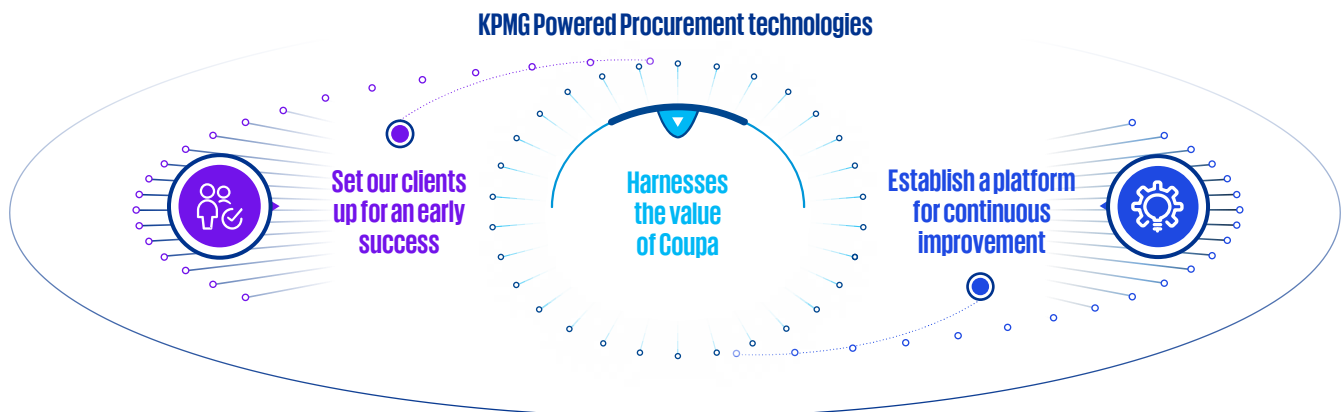 KPMG Powered Procurement technologies
Set our clients
up for an early
success
Harnesses
the value
of Coupa
Establish a platform
for continuous
improvement